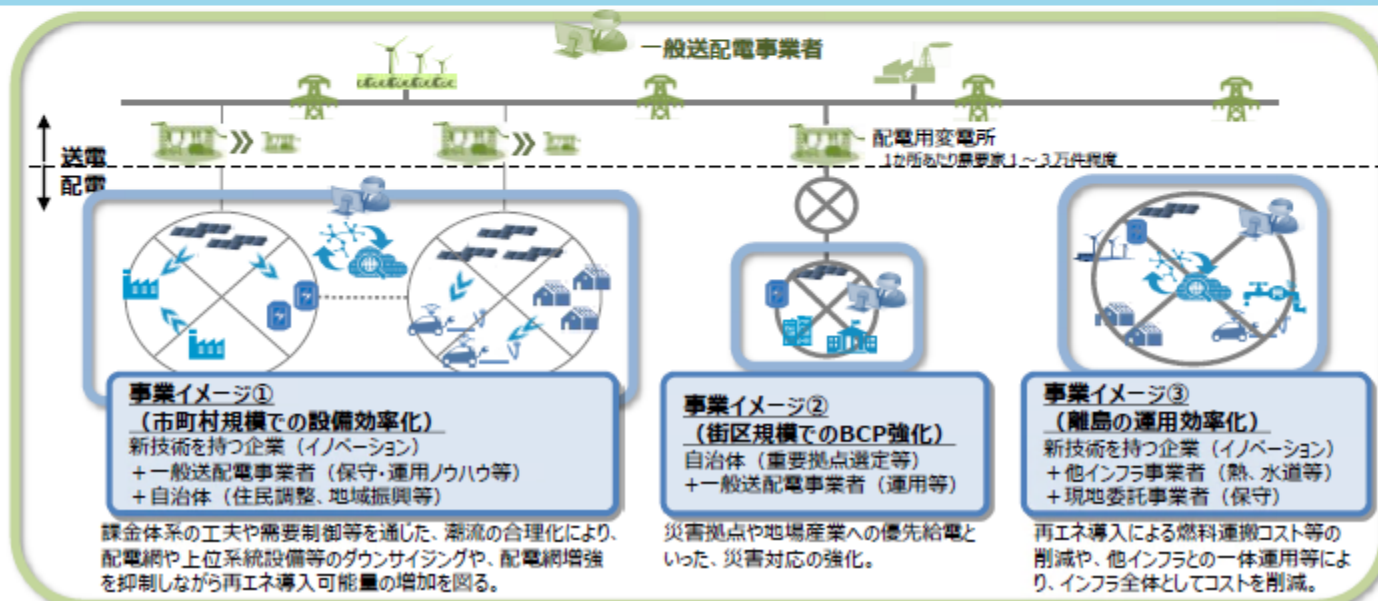 一般送配電事業者
送電
配電
配電用変電所
1か所あたり需要家1～3万件程度
事業イメージ①
（市町村規模での設備効率化）
新技術を持つ企業（イノベーション）
＋一般送配電事業者（保守・運用ノウハウ等）
＋自治体（住民調整、地域振興等）
課金体系の工夫や需要制御等を通じた、潮流の合理化により、
配電網や上位系統設備等のダウンサイジングや、配電網増強
を抑制しながら再エネ導入可能量の増加を図る。
事業イメージ②
（街区規模でのBCP強化）
自治体（重要拠点選定等）
＋一般送配電事業者（運用等）
災害拠点や地場産業への優先給電と
いった、災害対応の強化。
事業イメージ③
（離島の運用効率化）
新技術を持つ企業（イノベーション）
＋他インフラ事業者（熱、水道等）
＋現地委託事業者（保守）
再エネ導入による燃料運搬コスト等の
削減や、他インフラとの一体運用等によ
り、インフラ全体としてコストを削減。